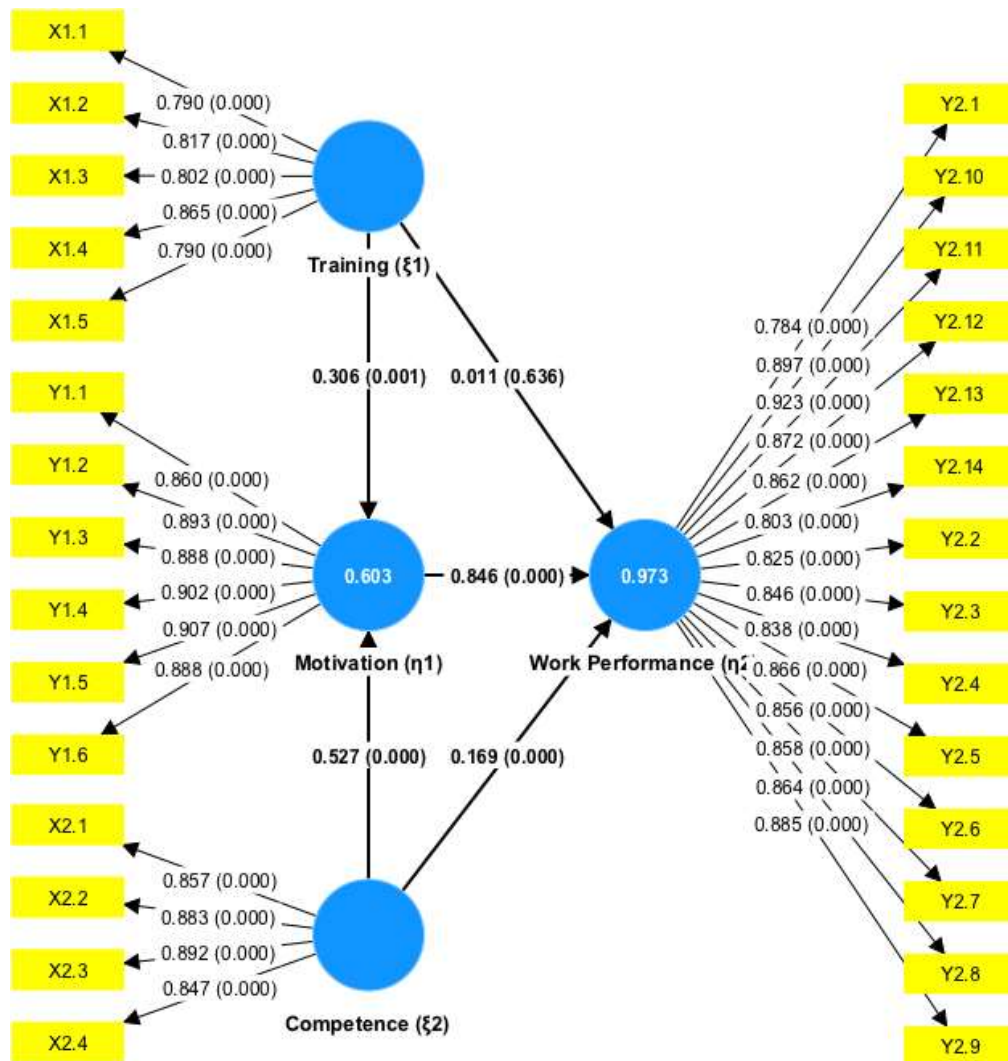 X1.1
X1.2
X1.3
X1.4
X1.5
0.790 (0.000)
0.817 (0.000)
0.802 (0.000)
0.865 (0.000)
0.790 (0.000)
Training (ξ1)
0.306 (0.001)
0.011 (0.636)
Y1.1
Y1.2
Y1.3
Y1.4
Y1.5
Y1.6
0.860 (0.000)
0.893 (0.000)
0.888 (0.000)
0.902 (0.000)
0.907 (0.000)
0.888 (0.000)
0.603
Motivation (η1)
0.846 (0.000)
0.973
Work Performance (η2
0.527 (0.000)
0.169 (0.000)
X2.1
X2.2
X2.3
X2.4
0.857 (0.000)
0.883 (0.000)
0.892 (0.000)
0.847 (0.000)
Competence (ξ2)
0.784 (0.000)
0.897 (0.000)
0.923 (0.000)
0.872 (0.000)
0.862 (0.000)
0.803 (0.000)
0.825 (0.000)
0.846 (0.000)
0.838 (0.000)
0.866 (0.000)
0.856 (0.000)
0.858 (0.000)
0.864 (0.000)
0.885 (0.000)
Y2.1
Y2.10
Y2.11
Y2.12
Y2.13
Y2.14
Y2.2
Y2.3
Y2.4
Y2.5
Y2.6
Y2.7
Y2.8
Y2.9